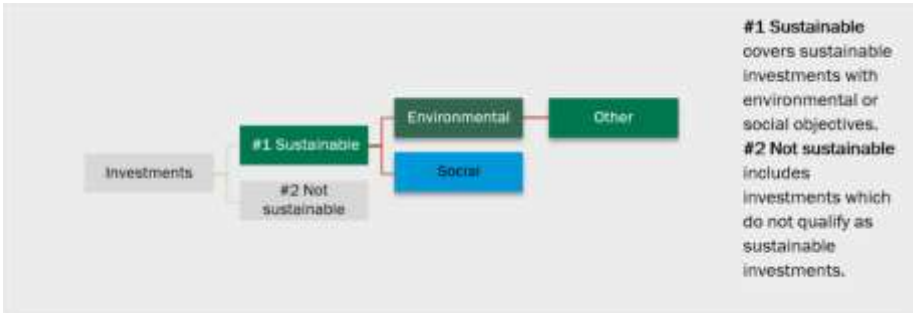 Investments
#1 Sustainable
#2 Not
sustainable
Environmental
Social
Other
#1 Sustainable
covers sustainable
investments with
environmental or
social objectives.
#2 Not sustainable
includes
investments which
do not qualify as
sustainable
investments.